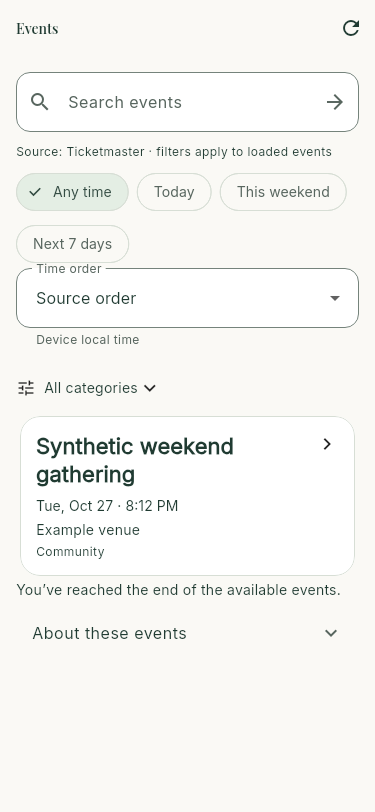 Events
Search events
Source: Ticketmaster · filters apply to loaded events
Any time
Today
This weekend
Next 7 days
Time order
Source order
Device local time
All categories
Synthetic weekend
gathering
Tue, Oct 27 · 8:12 PM
Example venue
Community
You’ve reached the end of the available events.
About these events